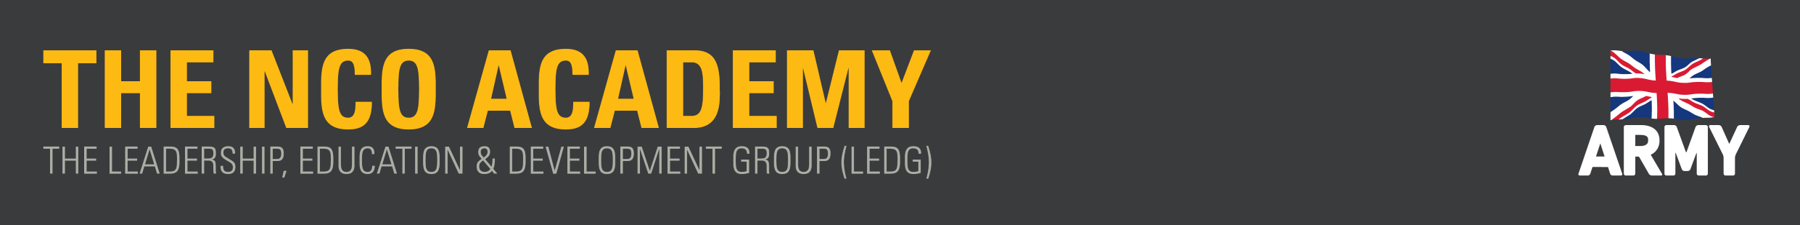 THE NCO ACADEMY
THE LEADERSHIP, EDUCATION & DEVELOPMENT GROUP (LEDG)
ARMY